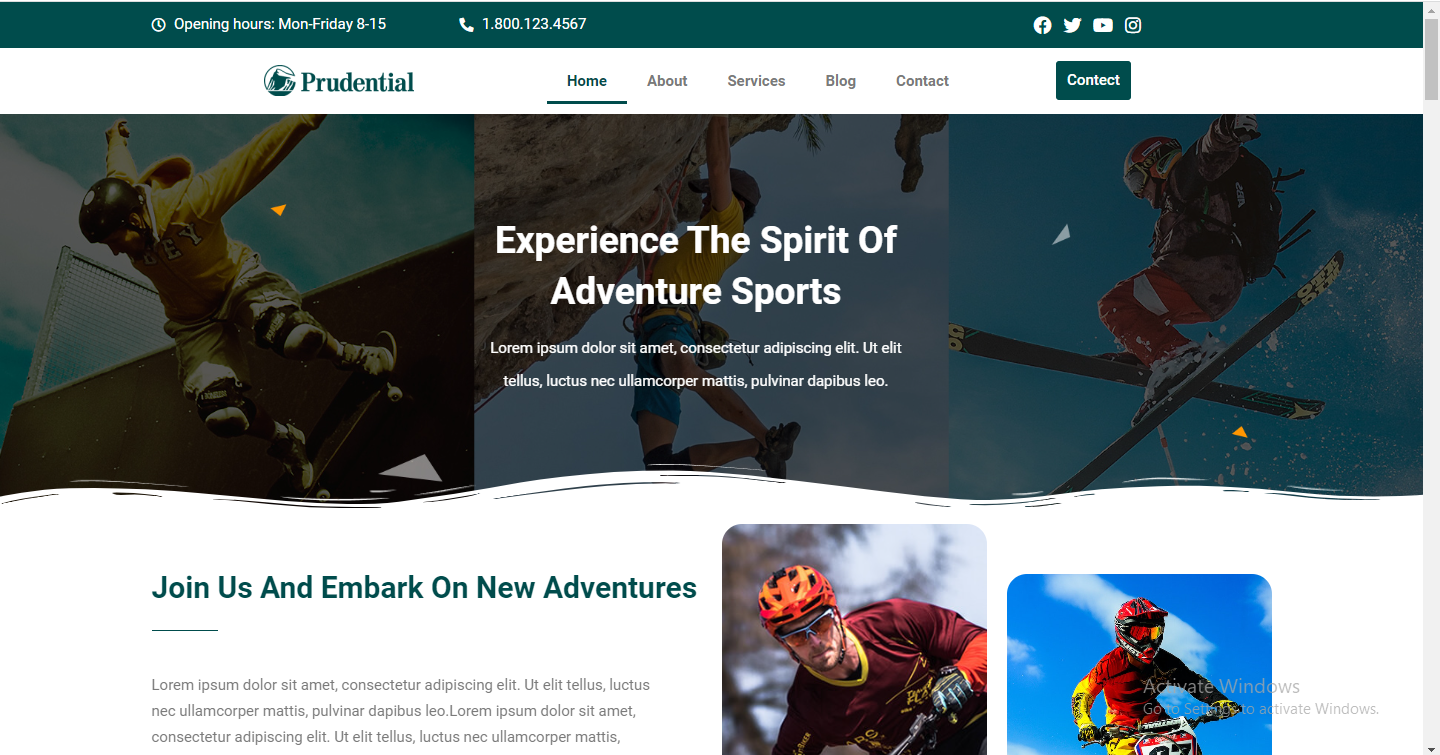 Opening hours: Mon-Friday 8-15
1.800.123.4567
Prudential
Home
About
Services
Blog
Contact
Contect
Experience The Spirit Of
Adventure Sports
Lorem ipsum dolor sit amet, consectetur adipiscing elit. Ut elit
tellus, luctus nec ullamcorper mattis, pulvinar dapibus leo.
Join Us And Embark On New Adventures
Lorem ipsum dolor sit amet, consectetur adipiscing elit. Ut elit tellus, luctus
nec ullamcorper mattis, pulvinar dapibus leo.Lorem ipsum dolor sit amet,
consectetur adipiscing elit. Ut elit tellus, luctus nec ullamcorper mattis,
Activate Windows
Go to Settings to activate Windows.